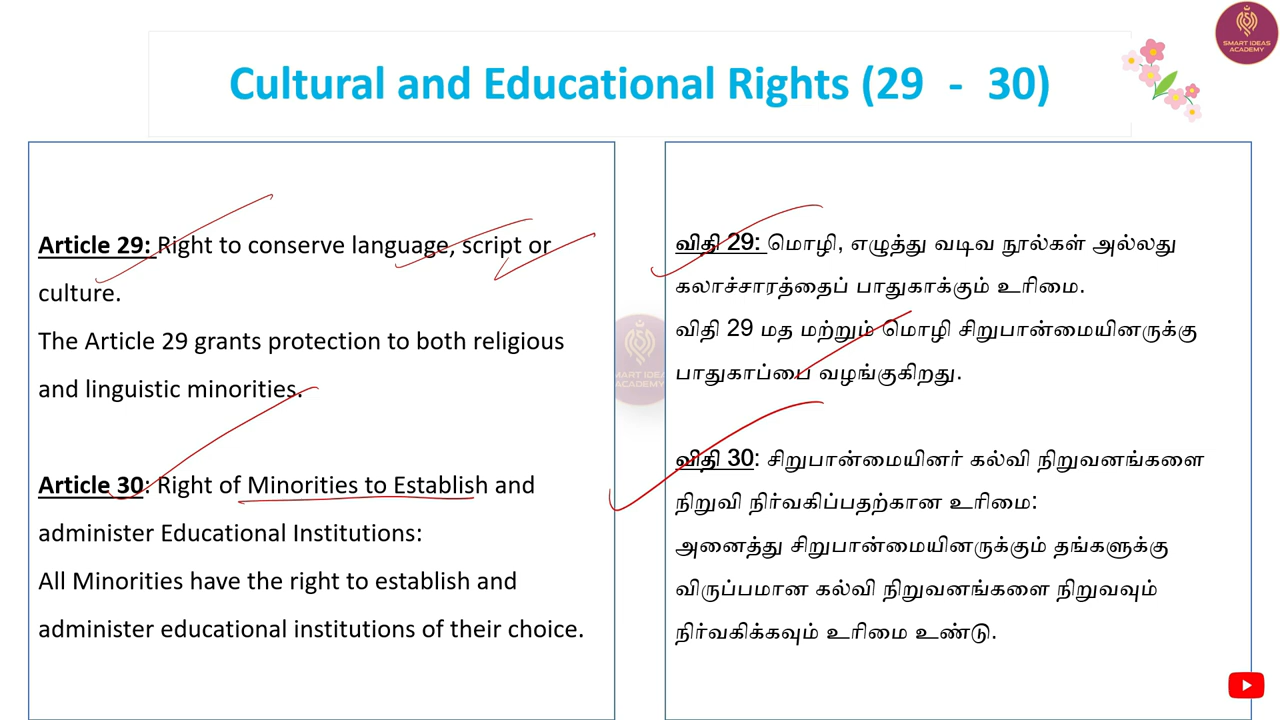 SMART IDEAS
ACADEMY
Cultural and Educational Rights (29 - 30)
Article 29: Right to conserve language, script or
culture.
The Article 29 grants protection to both religious
and linguistic minorities.
Article 30: Right of Minorities to Establish and
administer Educational Institutions:
All Minorities have the right to establish and
administer educational institutions of their choice.
SMART IDEAS
ACADEMY
விதி 29: மொழி, எழுத்து வடிவ நூல்கள் அல்லது
கலாச்சாரத்தைப் பாதுகாக்கும் உரிமை.
விதி 29 மத மற்றும் மொழி சிறுபான்மையினருக்கு
பாதுகாப்பை வழங்குகிறது.
விதி 30: சிறுபான்மையினர் கல்வி நிறுவனங்களை
நிறுவி நிர்வகிப்பதற்கான உரிமை:
அனைத்து சிறுபான்மையினருக்கும் தங்களுக்கு
விருப்பமான கல்வி நிறுவனங்களை நிறுவவும்
நிர்வகிக்கவும் உரிமை உண்டு.